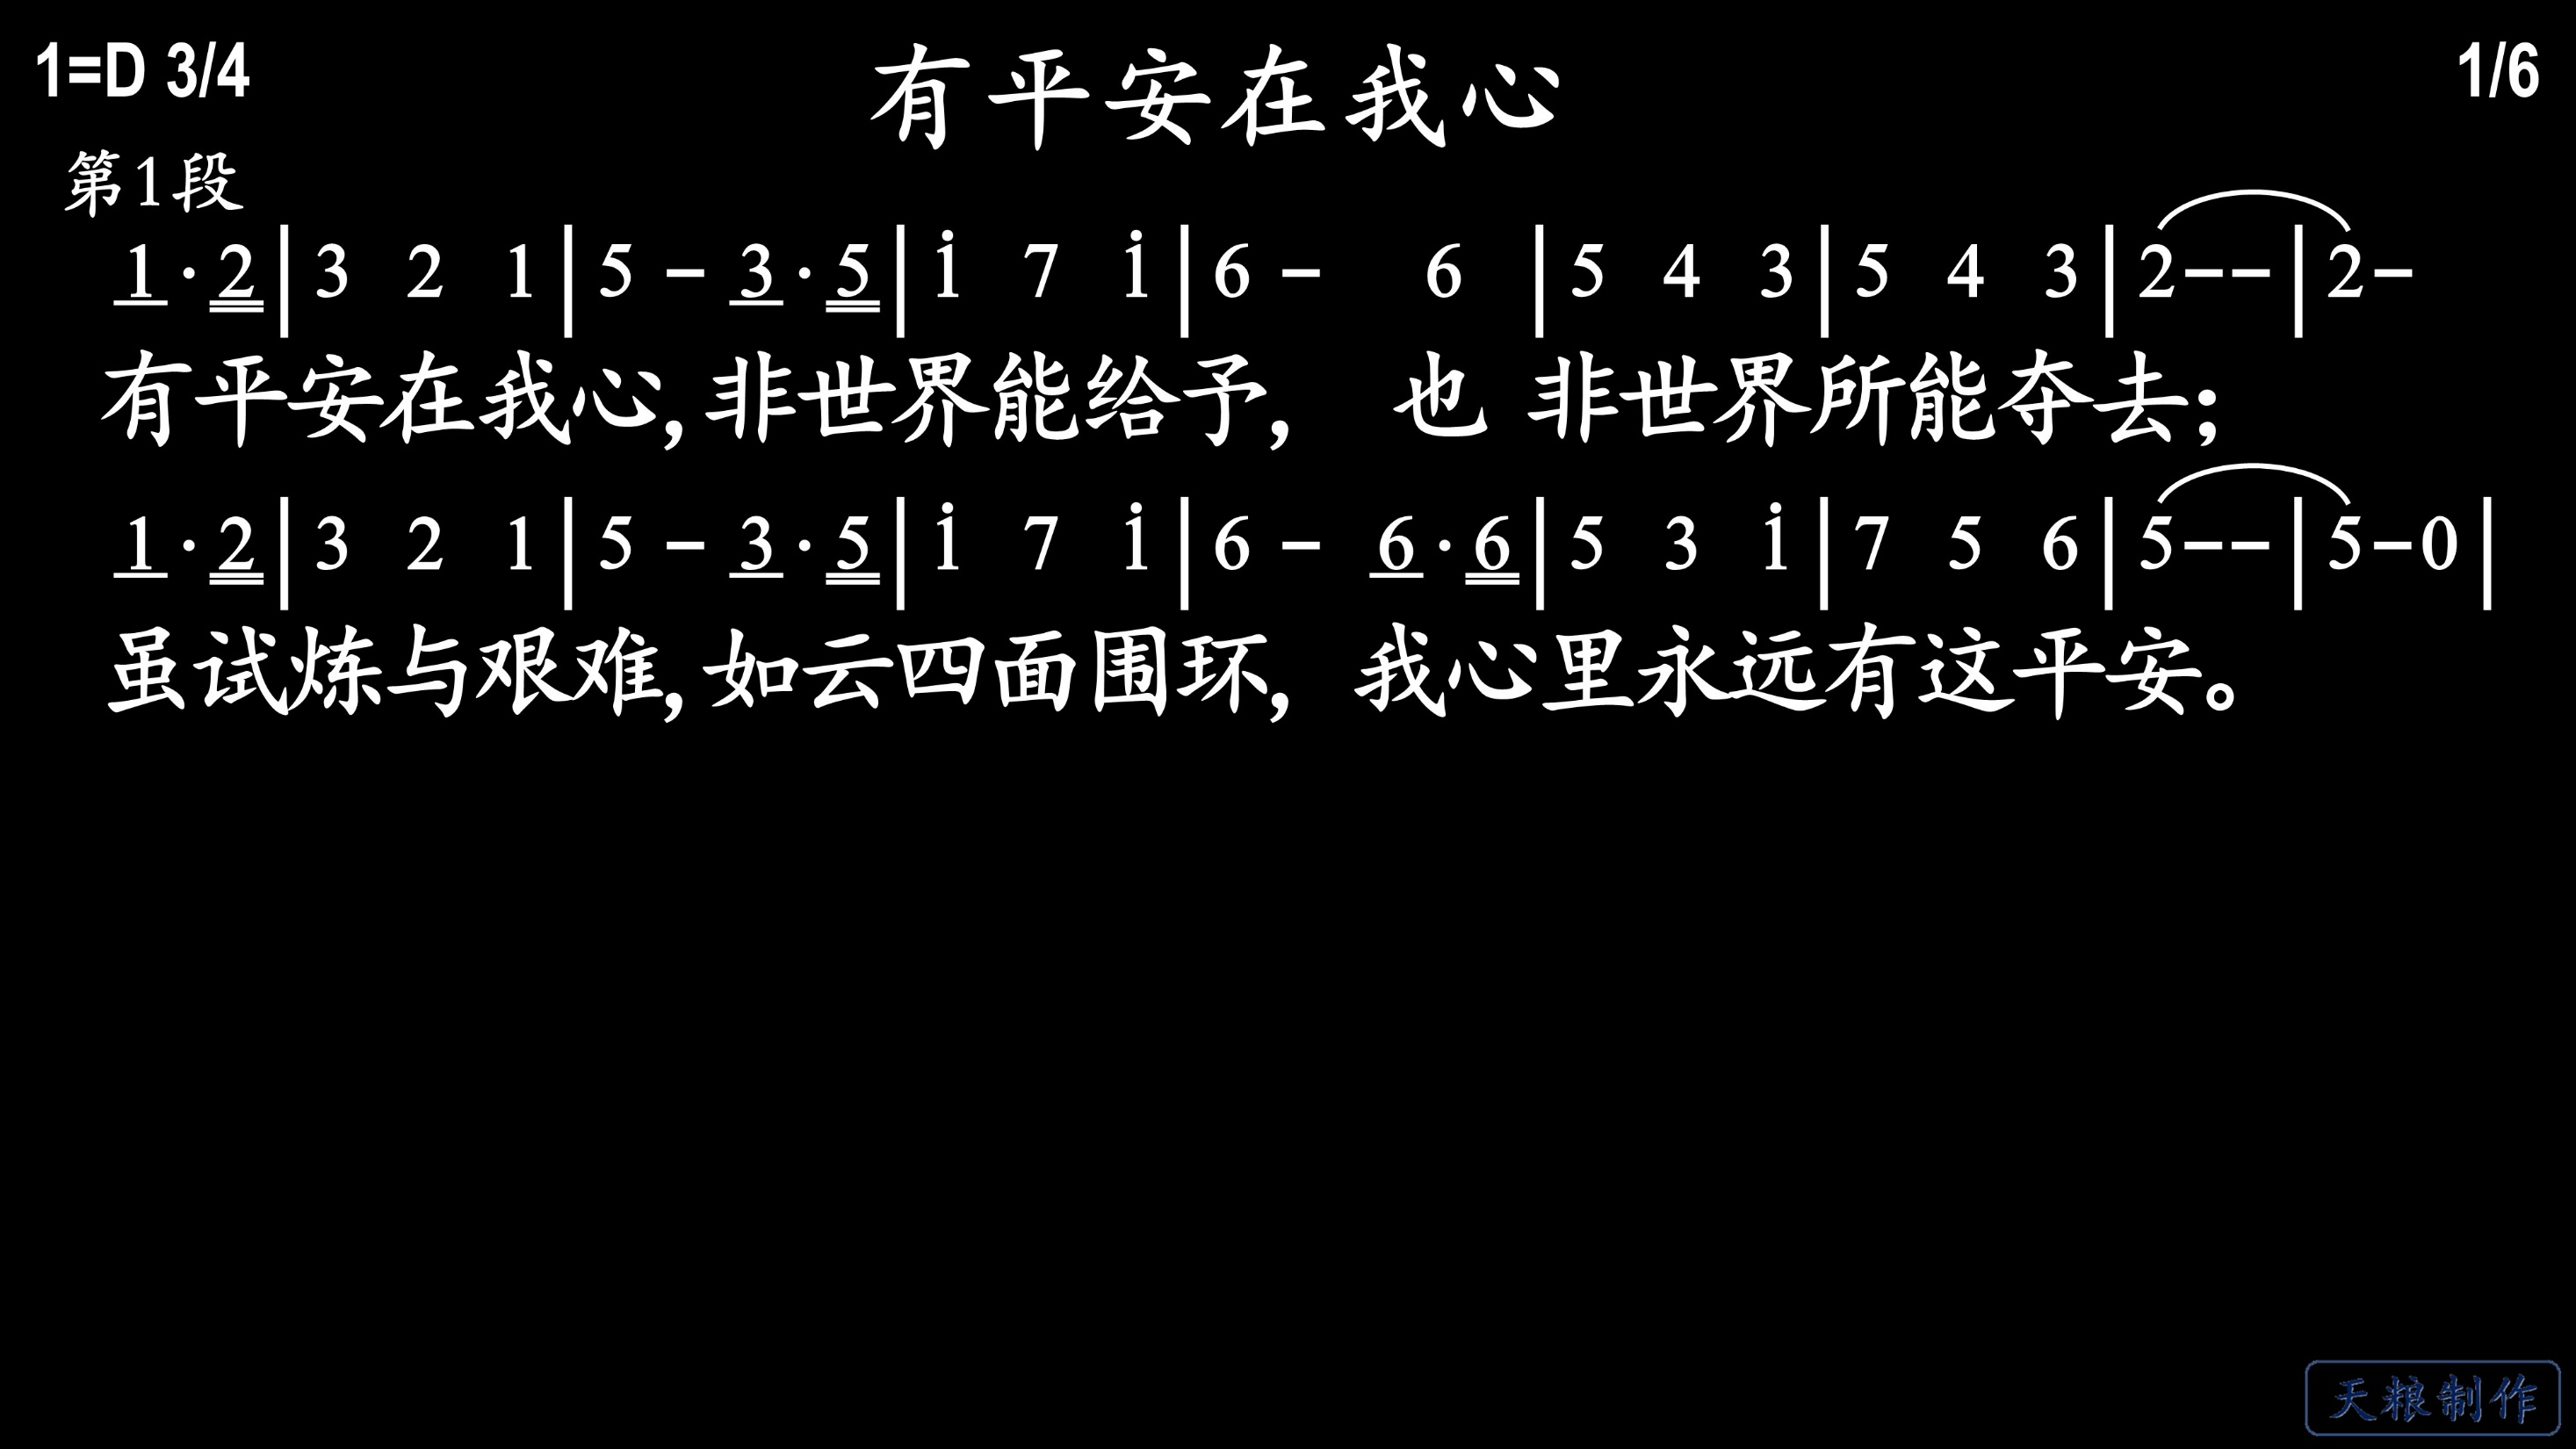 1=D 3/4 有平安在我心 1/6
第1段
1·2|3 2 1|5 - 3·5|i 7 i|6 - 6|5 4 3|5 4 3|2--|2-
有平安在我心,非世界能给予, 也 非世界所能夺去;
1·2|3 2 1|5 - 3·5|i 7 i|6 - 6·6|5 3 i|7 5 6|5--|5-0|
虽试炼与艰难,如云四面围环, 我心里永远有这平安。
天粮制作